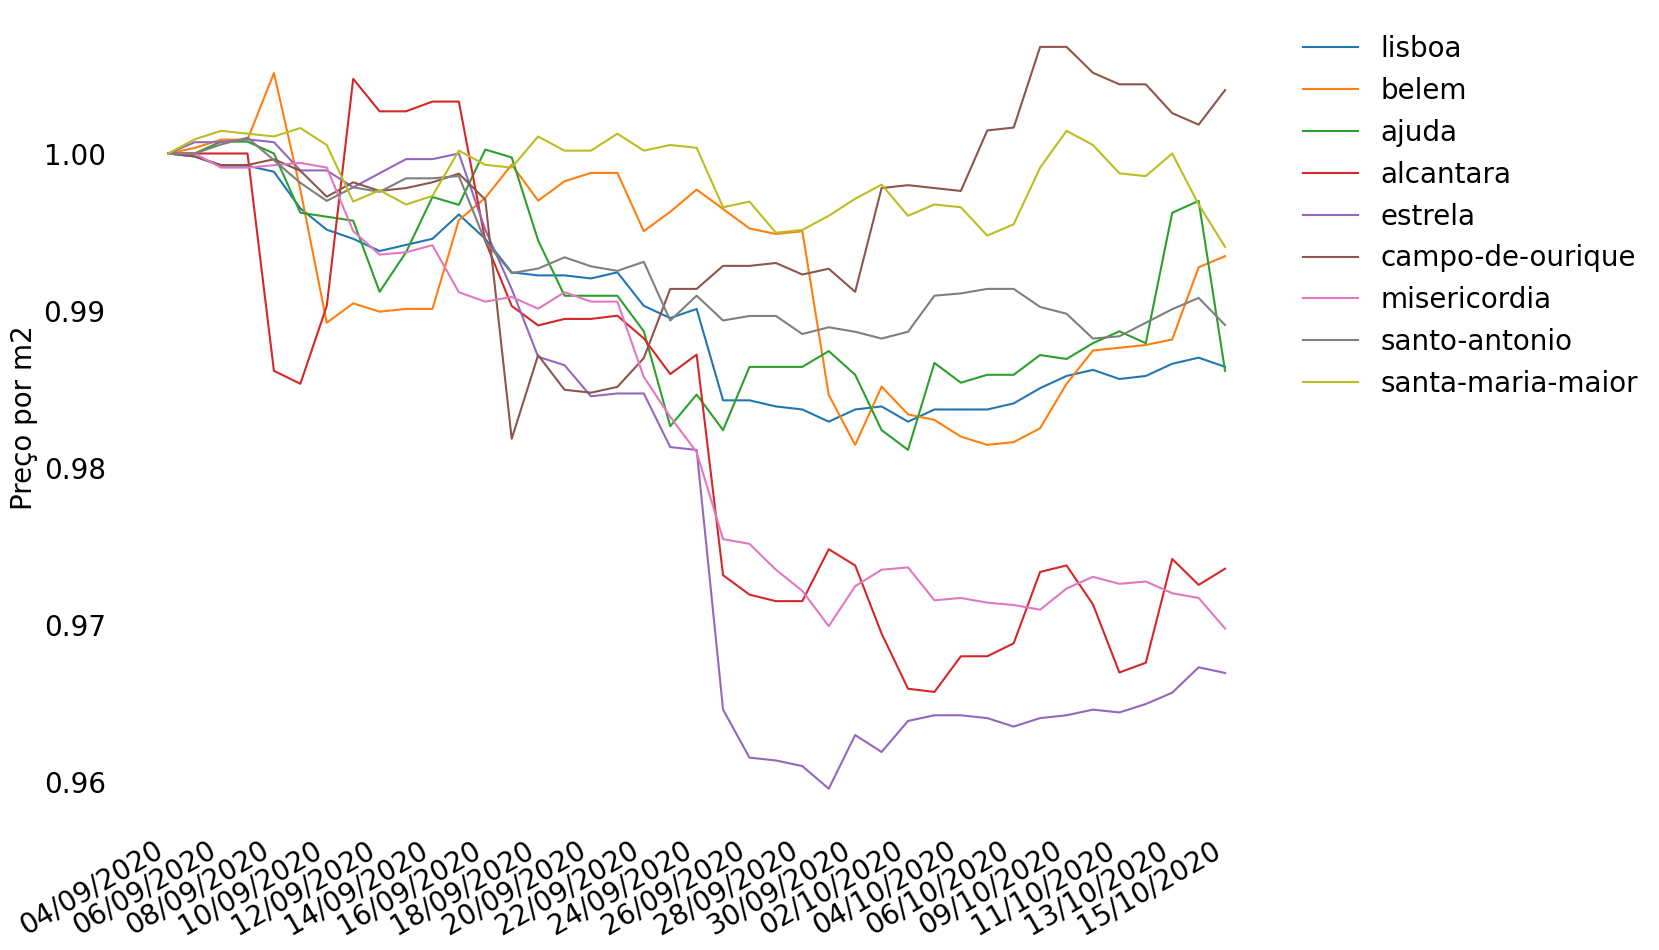 lisboa
belem
ajuda
alcantara
estrela
campo-de-ourique
misericordia
santo-antonio
santa-maria-maior
Preço por m2
1.00
0.99
0.98
0.97
0.96
04/09/2020
06/09/2020
08/09/2020
10/09/2020
12/09/2020
14/09/2020
16/09/2020
18/09/2020
20/09/2020
22/09/2020
24/09/2020
26/09/2020
28/09/2020
30/09/2020
02/10/2020
04/10/2020
06/10/2020
09/10/2020
11/10/2020
13/10/2020
15/10/2020